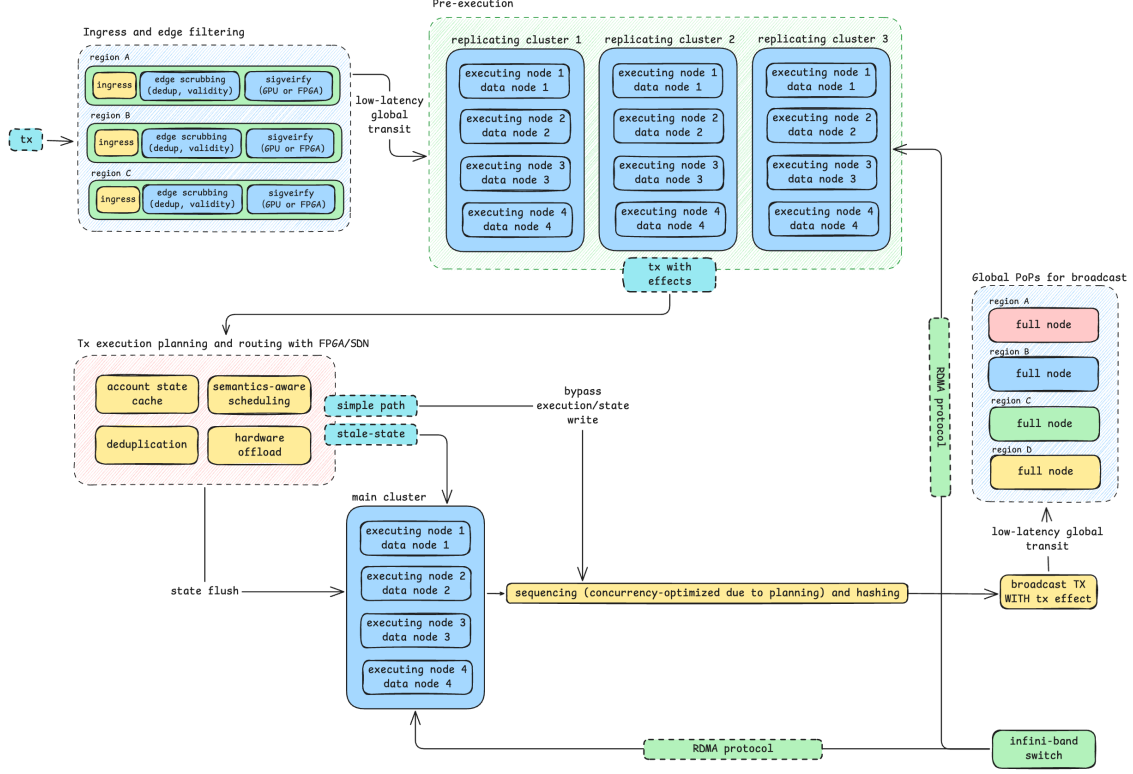 Pre-execution
Ingress and edge filtering
region A
ingress
edge scrubbing
(dedup, validity)
sigveirfy
(GPU or FPGA)
region B
ingress
edge scrubbing
(dedup, validity)
sigveirfy
(GPU or FPGA)
region C
ingress
edge scrubbing
(dedup, validity)
sigveirfy
(GPU or FPGA)
tx
low-latency
global
transit
replicating cluster 1
executing node 1
data node 1
executing node 2
data node 2
executing node 3
data node 3
executing node 4
data node 4
replicating cluster 2
executing node 1
data node 1
executing node 2
data node 2
executing node 3
data node 3
executing node 4
data node 4
replicating cluster 3
executing node 1
data node 1
executing node 2
data node 2
executing node 3
data node 3
executing node 4
data node 4
tx with
effects
Global PoPs for broadcast
region A
full node
region B
full node
region C
full node
region D
full node
RDMA protocol
Tx execution planning and routing with FPGA/SDN
account state
cache
semantics-aware
scheduling
deduplication
hardware
offload
simple path
stale-state
bypass
execution/state
write
main cluster
executing node 1
data node 1
executing node 2
data node 2
executing node 3
data node 3
executing node 4
data node 4
state flush
sequencing (concurrency-optimized due to planning) and hashing
low-latency global
transit
broadcast TX
WITH tx effect
RDMA protocol
infini-band
switch